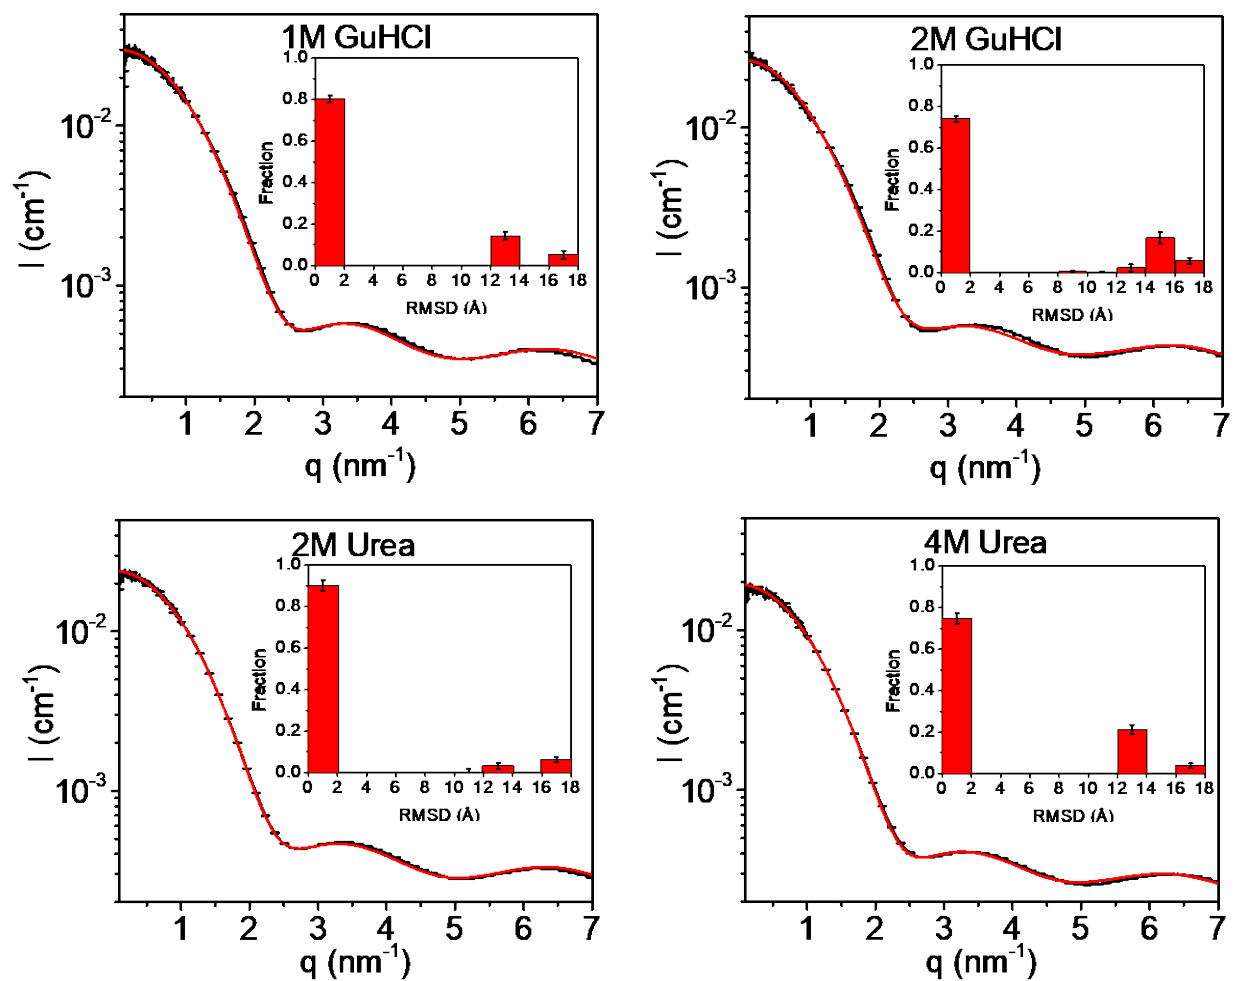 1M GuHCl
I (cm⁻¹)
10⁻²
10⁻³
1 2 3 4 5 6 7
q (nm⁻¹)
Fraction
1.0
0.8
0.6
0.4
0.2
0.0
0 2 4 6 8 10 12 14 16 18
RMSD (Å)
2M GuHCl
I (cm⁻¹)
10⁻²
10⁻³
1 2 3 4 5 6 7
q (nm⁻¹)
Fraction
1.0
0.8
0.6
0.4
0.2
0.0
0 2 4 6 8 10 12 14 16 18
RMSD (Å)
2M Urea
I (cm⁻¹)
10⁻²
10⁻³
1 2 3 4 5 6 7
q (nm⁻¹)
Fraction
1.0
0.8
0.6
0.4
0.2
0.0
0 2 4 6 8 10 12 14 16 18
RMSD (Å)
4M Urea
I (cm⁻¹)
10⁻²
10⁻³
1 2 3 4 5 6 7
q (nm⁻¹)
Fraction
1.0
0.8
0.6
0.4
0.2
0.0
0 2 4 6 8 10 12 14 16 18
RMSD (Å)